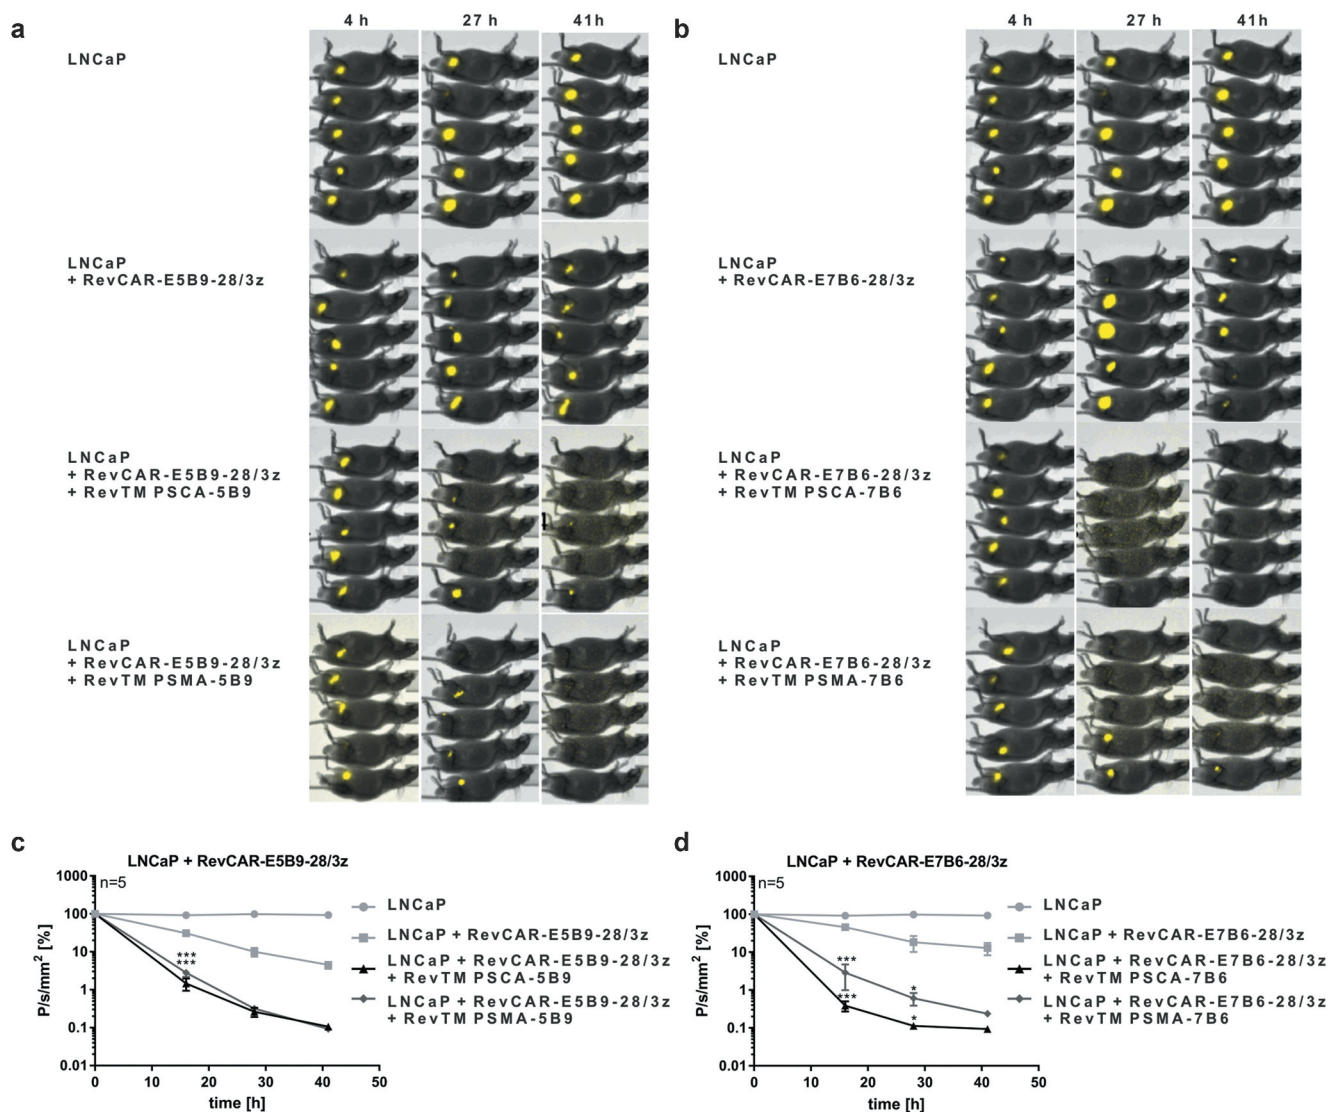 a
4 h 27 h 41h
LNCaP
LNCaP
+ RevCAR-E5B9-28/3z
LNCaP
+ RevCAR-E5B9-28/3z
+ RevTM PSCA-5B9
LNCaP
+ RevCAR-E5B9-28/3z
+ RevTM PSMA-5B9
b
4 h 27 h 41h
LNCaP
LNCaP
+ RevCAR-E7B6-28/3z
LNCaP
+ RevCAR-E7B6-28/3z
+ RevTM PSCA-7B6
LNCaP
+ RevCAR-E7B6-28/3z
+ RevTM PSMA-7B6
c
LNCaP + RevCAR-E5B9-28/3z
n=5
1000
100
10
1
0.1
0.01
P/s/mm² [%]
***
***
0 10 20 30 40 50
time [h]
LNCaP
LNCaP + RevCAR-E5B9-28/3z
LNCaP + RevCAR-E5B9-28/3z
+ RevTM PSCA-5B9
LNCaP + RevCAR-E5B9-28/3z
+ RevTM PSMA-5B9
d
LNCaP + RevCAR-E7B6-28/3z
n=5
1000
100
10
1
0.1
0.01
P/s/mm² [%]
***
*
***
*
0 10 20 30 40 50
time [h]
LNCaP
LNCaP + RevCAR-E7B6-28/3z
LNCaP + RevCAR-E7B6-28/3z
+ RevTM PSCA-7B6
LNCaP + RevCAR-E7B6-28/3z
+ RevTM PSMA-7B6